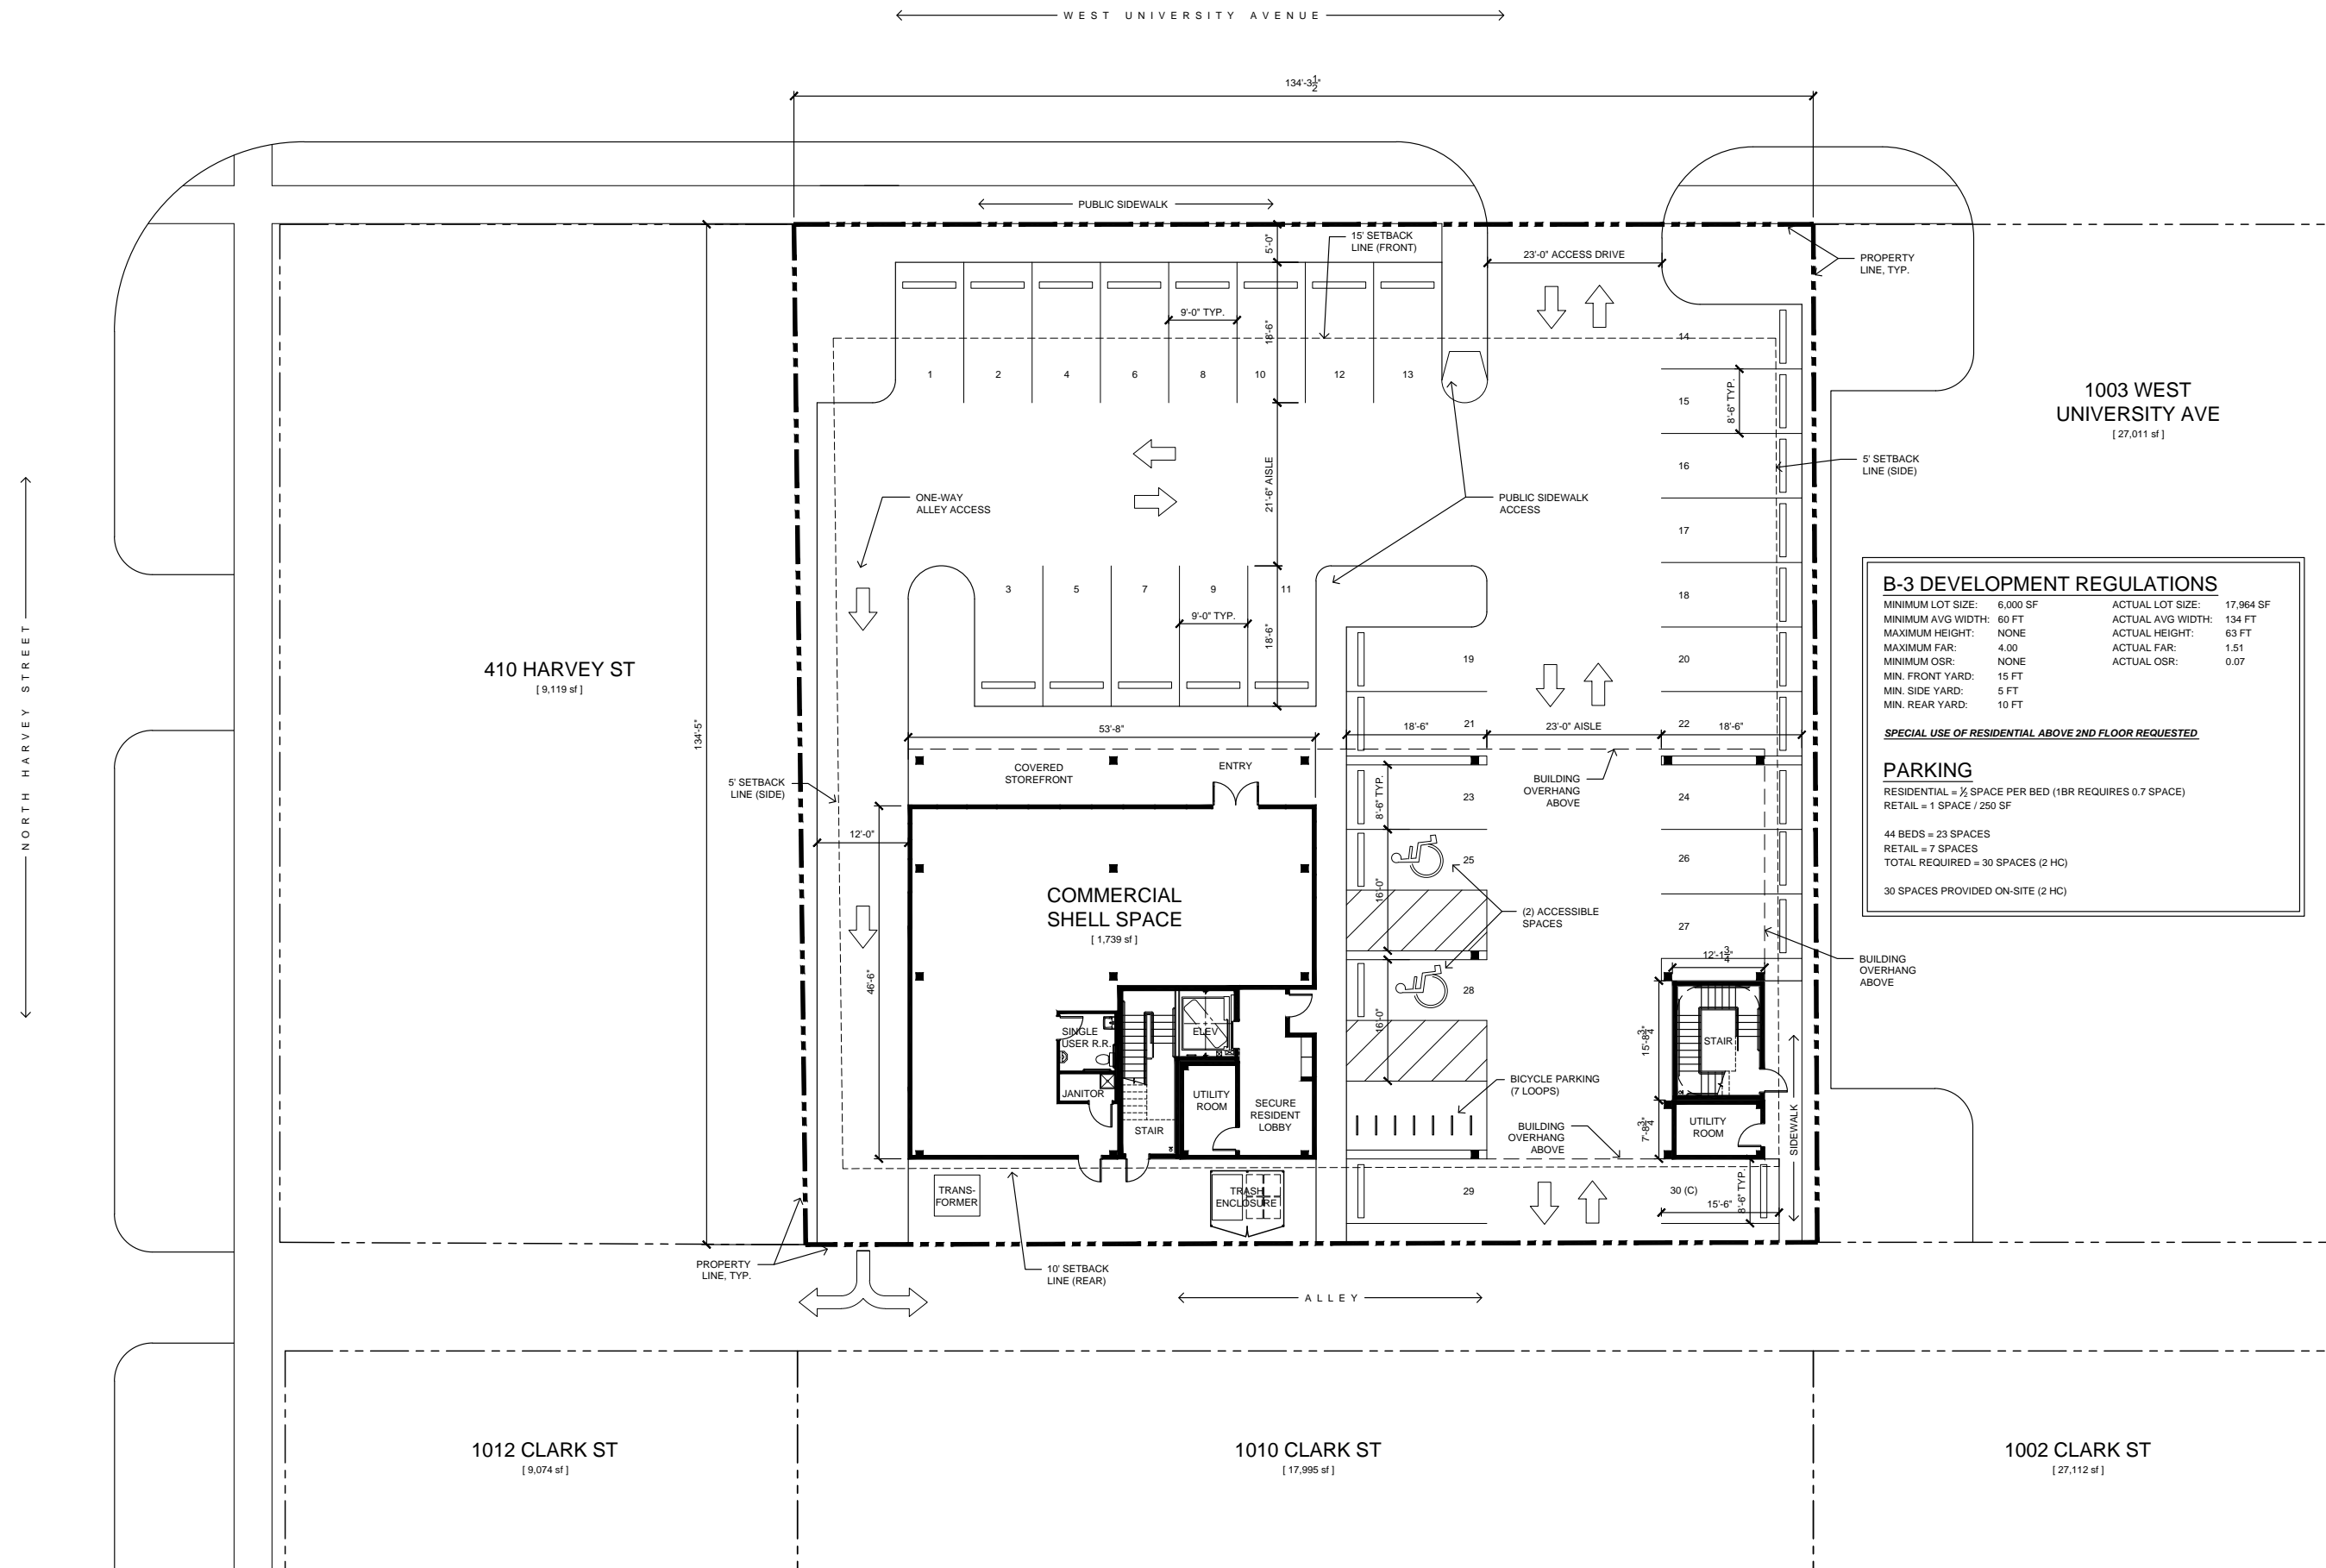 WEST UNIVERSITY AVENUE
134'-3 1/2"
PUBLIC SIDEWALK
5'-0"
15' SETBACK
LINE (FRONT)
23'-0" ACCESS DRIVE
PROPERTY
LINE, TYP.
9'-0" TYP.
18'-6"
14
1
2
4
6
8
10
12
13
15
8'-6" TYP.
1003 WEST
UNIVERSITY AVE
[ 27,011 sf ]
16
5' SETBACK
LINE (SIDE)
ONE-WAY
ALLEY ACCESS
21'-6" AISLE
PUBLIC SIDEWALK
ACCESS
17
3
5
7
9
11
18
9'-0" TYP.
18'-6"
NORTH HARVEY STREET
410 HARVEY ST
[ 9,119 sf ]
134'-5"
19
20
53'-8"
18'-6"
21
23'-0" AISLE
22
18'-6"
B-3 DEVELOPMENT REGULATIONS
MINIMUM LOT SIZE: 6,000 SF ACTUAL LOT SIZE: 17,964 SF
MINIMUM AVG WIDTH: 60 FT ACTUAL AVG WIDTH: 134 FT
MAXIMUM HEIGHT: NONE ACTUAL HEIGHT: 63 FT
MAXIMUM FAR: 4.00 ACTUAL FAR: 1.51
MINIMUM OSR: NONE ACTUAL OSR: 0.07
MIN. FRONT YARD: 15 FT
MIN. SIDE YARD: 5 FT
MIN. REAR YARD: 10 FT
SPECIAL USE OF RESIDENTIAL ABOVE 2ND FLOOR REQUESTED
PARKING
RESIDENTIAL = ½ SPACE PER BED (1BR REQUIRES 0.7 SPACE)
RETAIL = 1 SPACE / 250 SF
44 BEDS = 23 SPACES
RETAIL = 7 SPACES
TOTAL REQUIRED = 30 SPACES (2 HC)
30 SPACES PROVIDED ON-SITE (2 HC)
COVERED
STOREFRONT
ENTRY
5' SETBACK
LINE (SIDE)
BUILDING
OVERHANG
ABOVE
8'-6" TYP.
23
24
12'-0"
25
26
16'-0"
COMMERCIAL
SHELL SPACE
[ 1,739 sf ]
(2) ACCESSIBLE
SPACES
27
12'-1 3/4"
BUILDING
OVERHANG
ABOVE
46'-6"
28
16'-0"
SINGLE
USER R.R.
ELEV
15'-8 3/4"
STAIR
JANITOR
UTILITY
ROOM
SECURE
RESIDENT
LOBBY
STAIR
BICYCLE PARKING
(7 LOOPS)
BUILDING
OVERHANG
ABOVE
7'-8 3/4"
UTILITY
ROOM
SIDEWALK
TRANS-
FORMER
TRASH
ENCLOSURE
29
30 (C)
15'-6"
8'-6" TYP.
PROPERTY
LINE, TYP.
10' SETBACK
LINE (REAR)
ALLEY
1012 CLARK ST
[ 9,074 sf ]
1010 CLARK ST
[ 17,995 sf ]
1002 CLARK ST
[ 27,112 sf ]